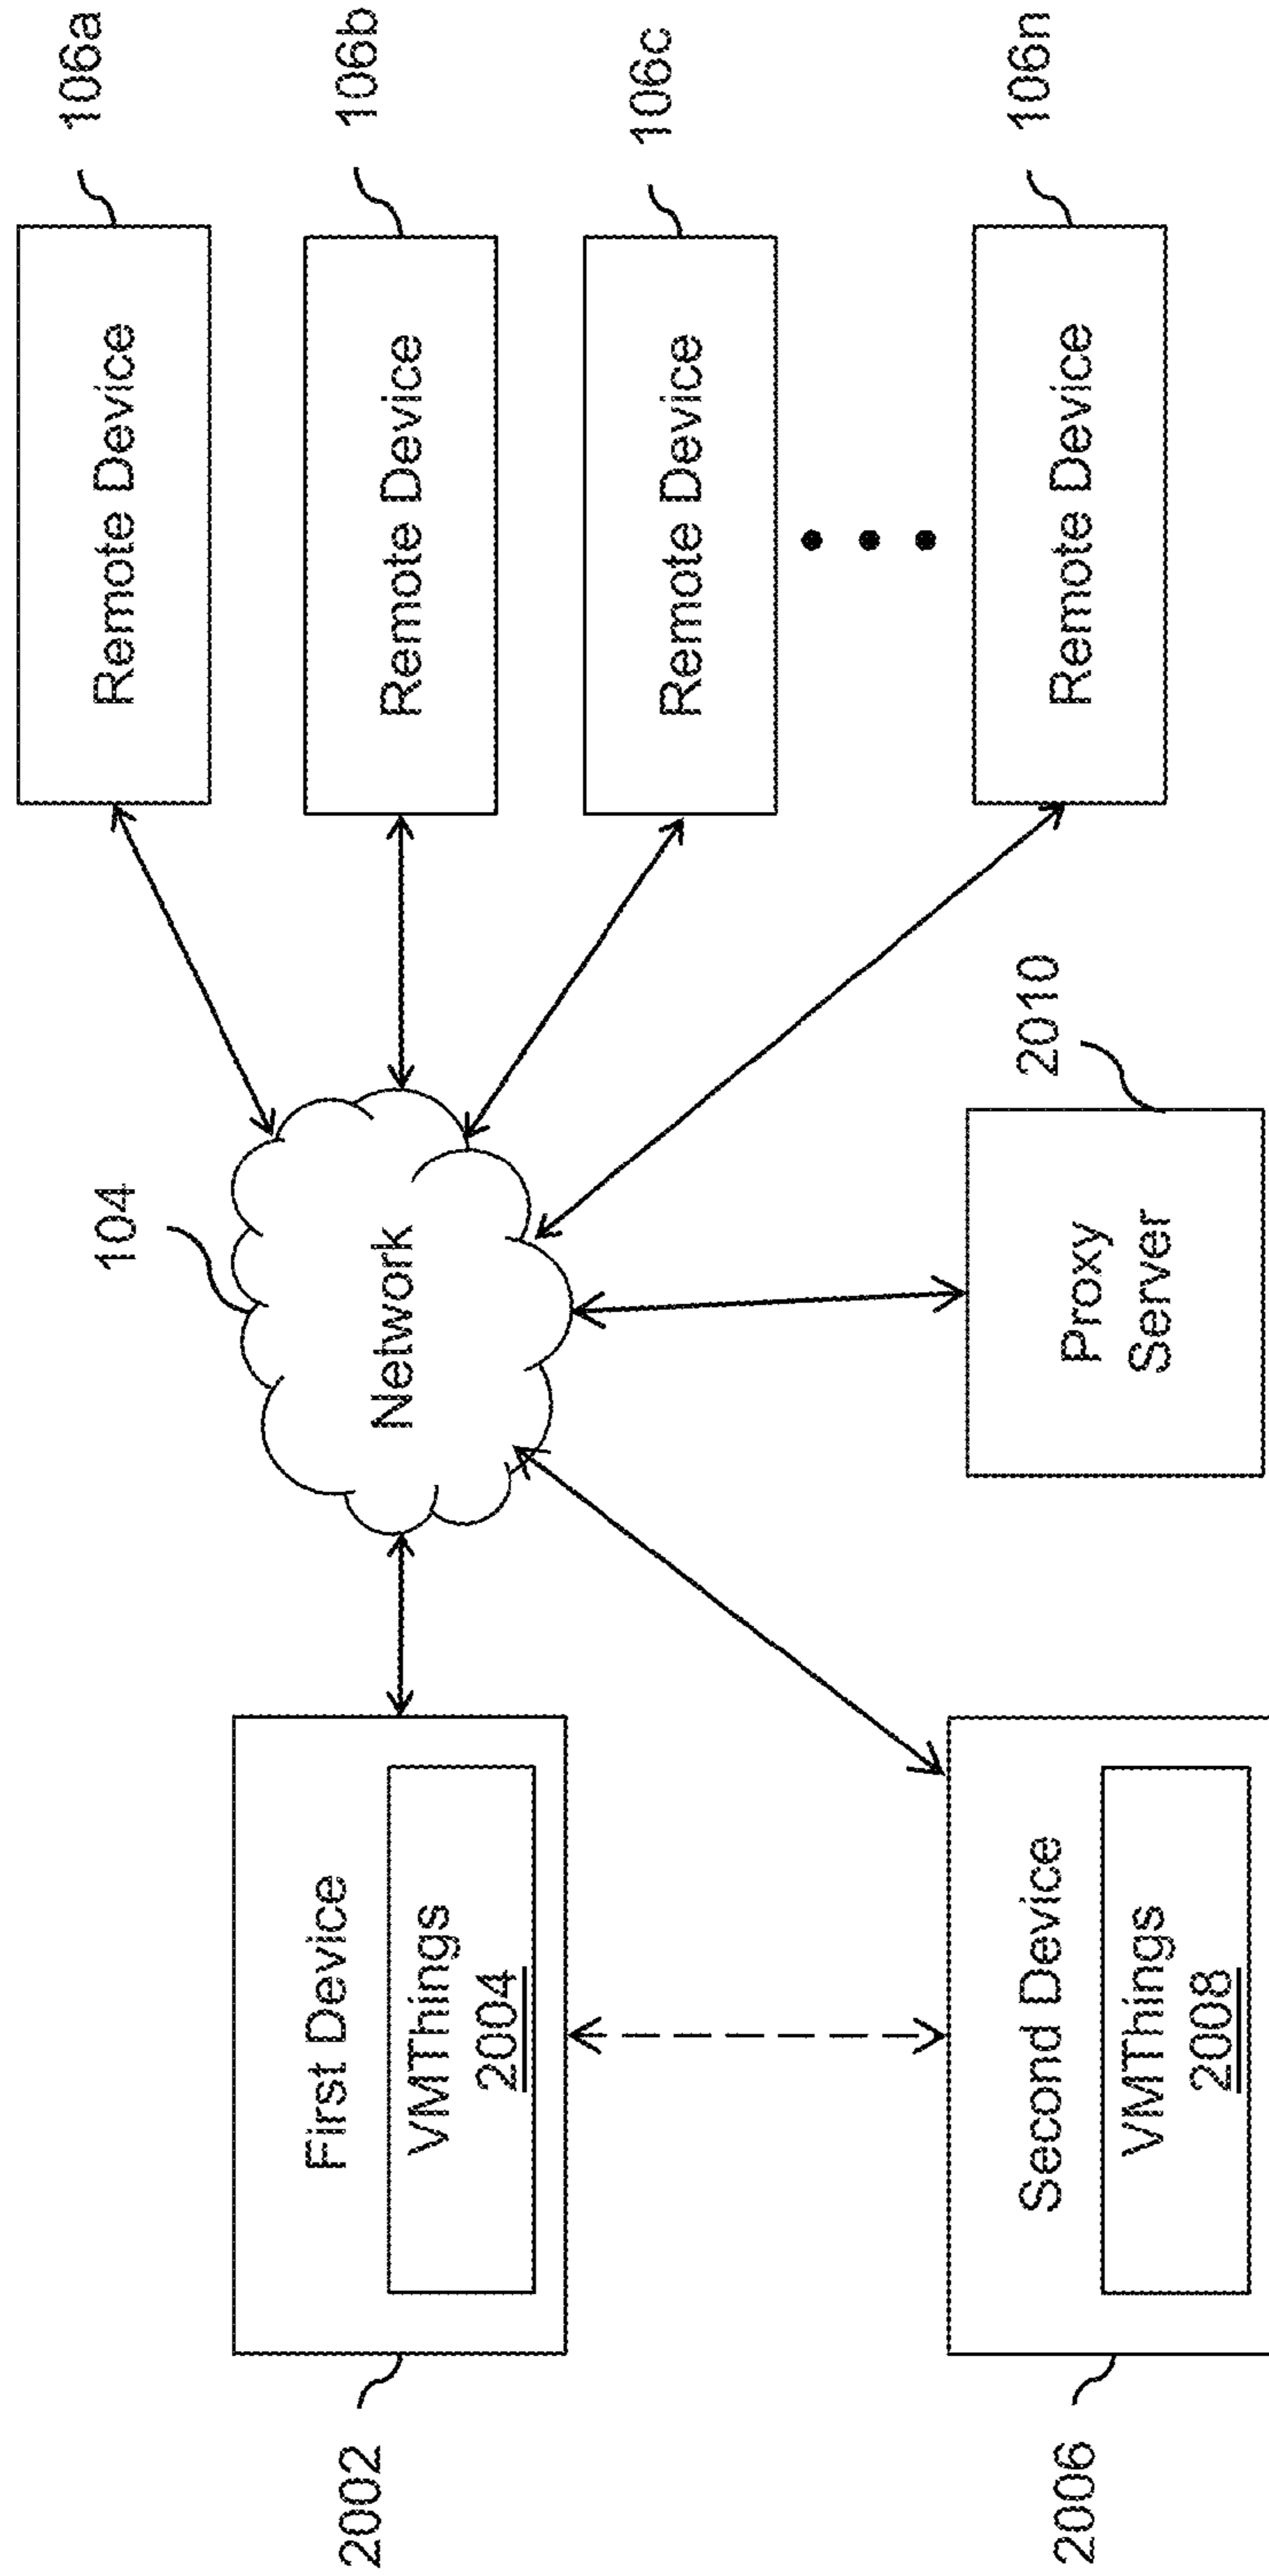 106a
Remote Device
106b
Remote Device
106c
Remote Device
106n
Remote Device
104
Network
2010
Proxy
Server
First Device
VMThings
2004
2002
Second Device
VMThings
2008
2006